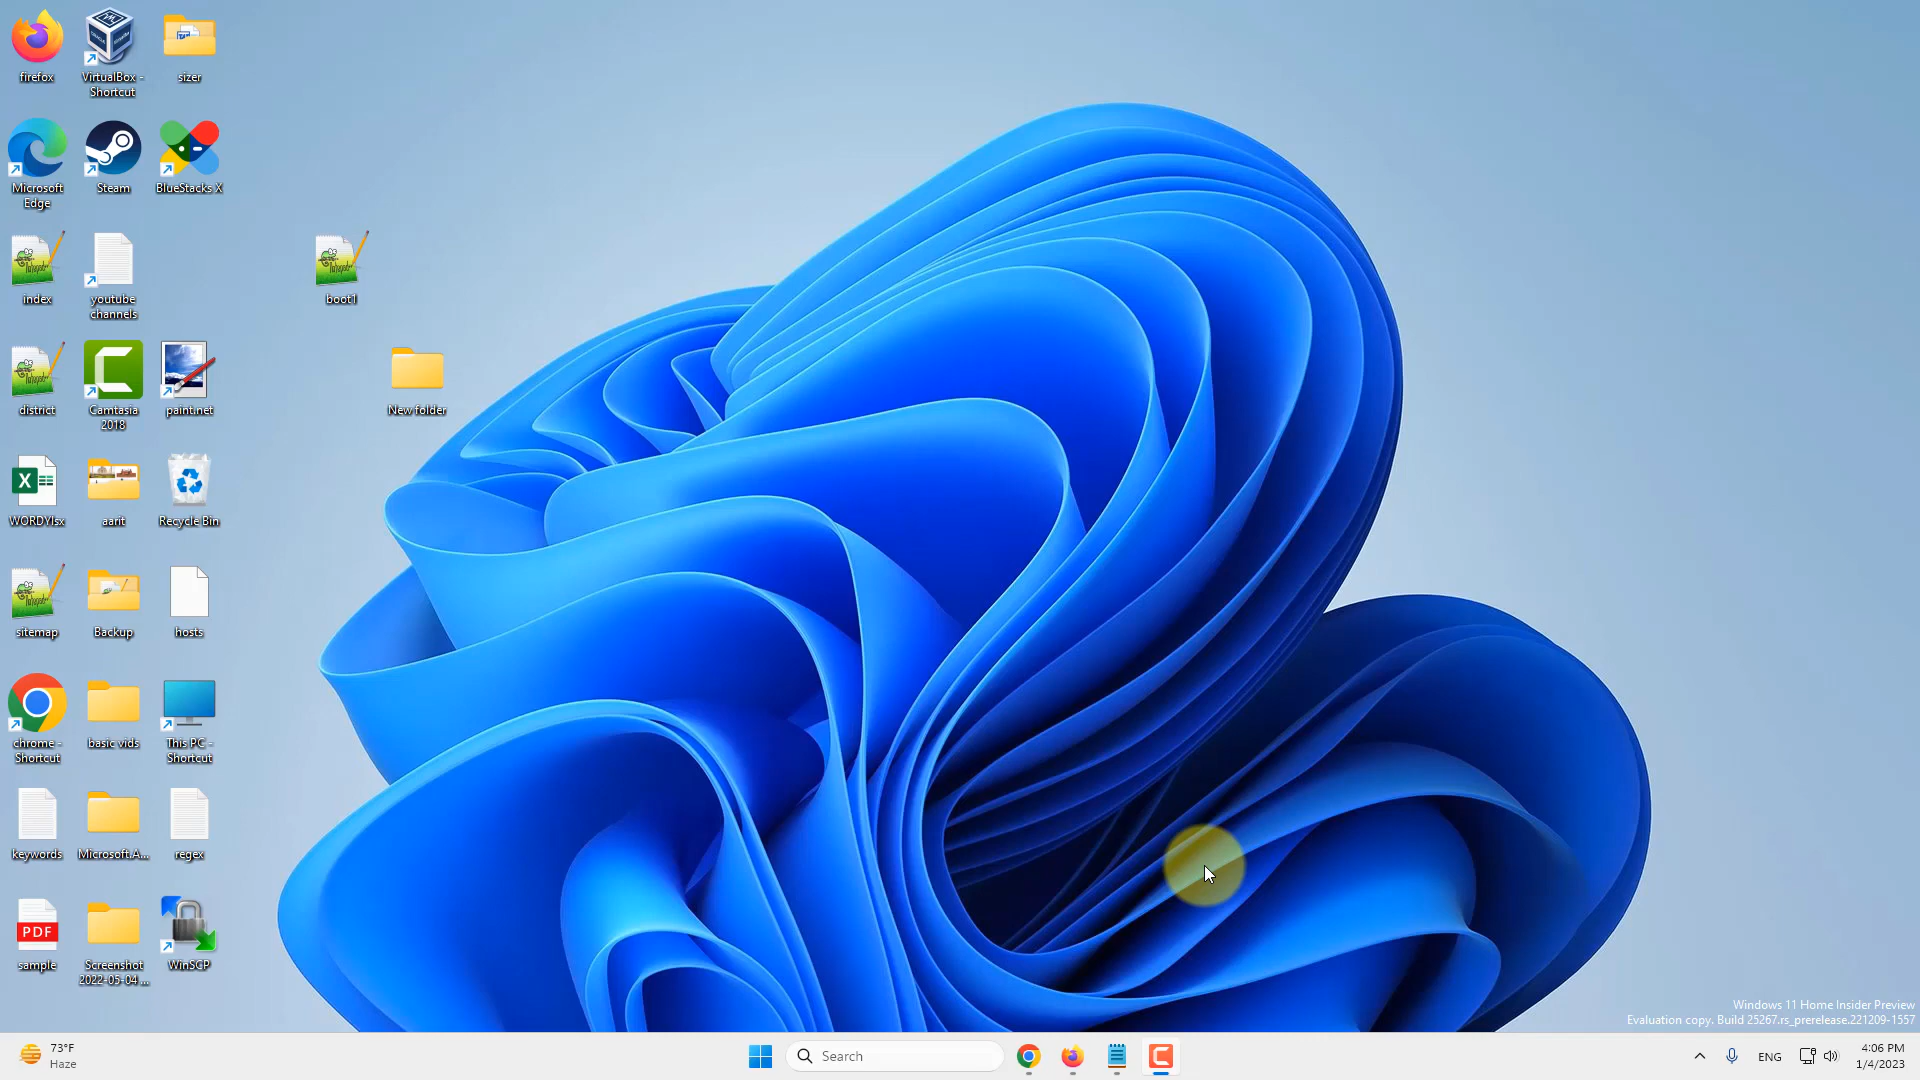 firefox
VirtualBox -
Shortcut
sizer
Microsoft
Edge
Steam
BlueStacks X
index
youtube
channels
boot1
district
Camtasia
2018
paint.net
New folder
WORDYlsx
aarit
Recycle Bin
sitemap
Backup
hosts
chrome -
Shortcut
basic vids
This PC -
Shortcut
keywords
Microsoft.A...
regex
PDF
sample
Screenshot
2022-05-04 ...
WinSCP
Windows 11 Home Insider Preview
Evaluation copy. Build 25267.rs_prerelease.221209-1557
73°F
Haze
Search
ENG
4:06 PM
1/4/2023